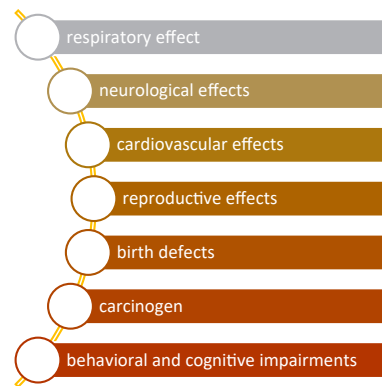 respiratory effect
neurological effects
cardiovascular effects
reproductive effects
birth defects
carcinogen
behavioral and cognitive impairments